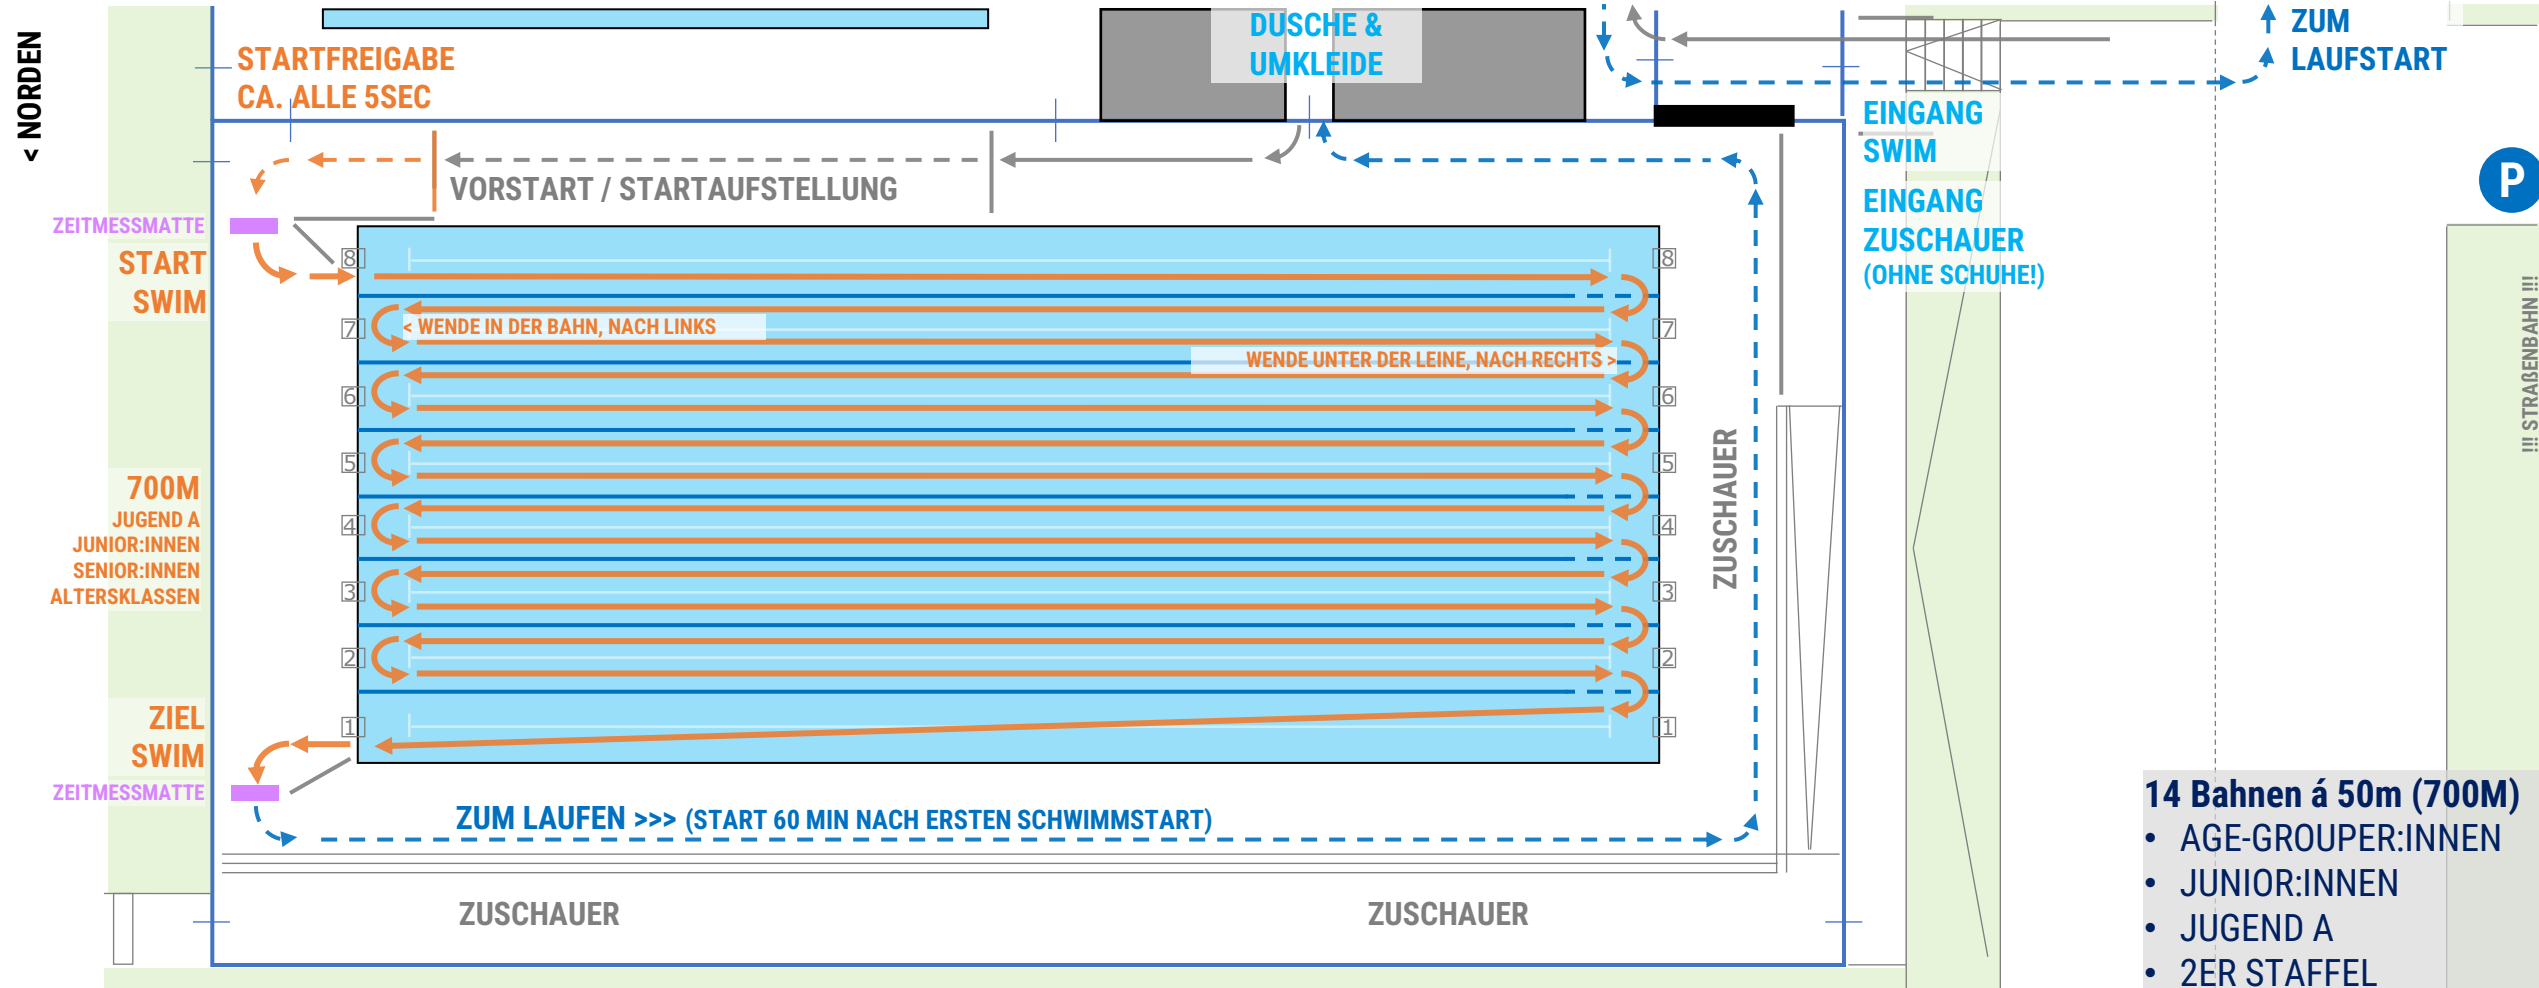 < NORDEN
STARTFREIGABE
CA. ALLE 5SEC
DUSCHE &
UMKLEIDE
ZUM
LAUFSTART
EINGANG
SWIM
EINGANG
ZUSCHAUER
(OHNE SCHUHE!)
P
!!! STRAßENBAHN !!!
VORSTART / STARTAUFSTELLUNG
ZEITMESSMATTE
START
SWIM
8
8
7
< WENDE IN DER BAHN, NACH LINKS
7
WENDE UNTER DER LEINE, NACH RECHTS >
6
6
5
5
4
4
3
3
2
2
1
1
ZUSCHAUER
700M
JUGEND A
JUNIOR:INNEN
SENIOR:INNEN
ALTERSKLASSEN
ZIEL
SWIM
ZEITMESSMATTE
ZUM LAUFEN >>> (START 60 MIN NACH ERSTEN SCHWIMMSTART)
ZUSCHAUER
ZUSCHAUER
14 Bahnen á 50m (700M)
• AGE-GROUPER:INNEN
• JUNIOR:INNEN
• JUGEND A
• 2ER STAFFEL